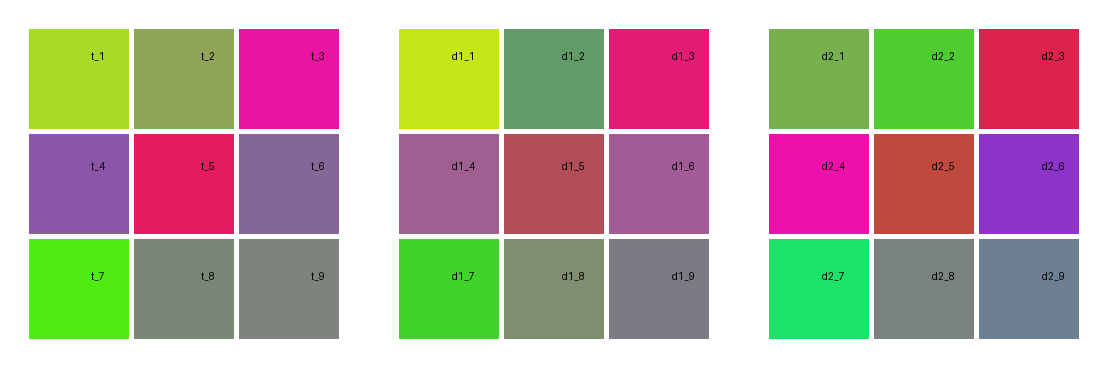 t_1 t_2 t_3 d1_1 d1_2 d1_3 d2_1 d2_2 d2_3
t_4 t_5 t_6 d1_4 d1_5 d1_6 d2_4 d2_5 d2_6
t_7 t_8 t_9 d1_7 d1_8 d1_9 d2_7 d2_8 d2_9